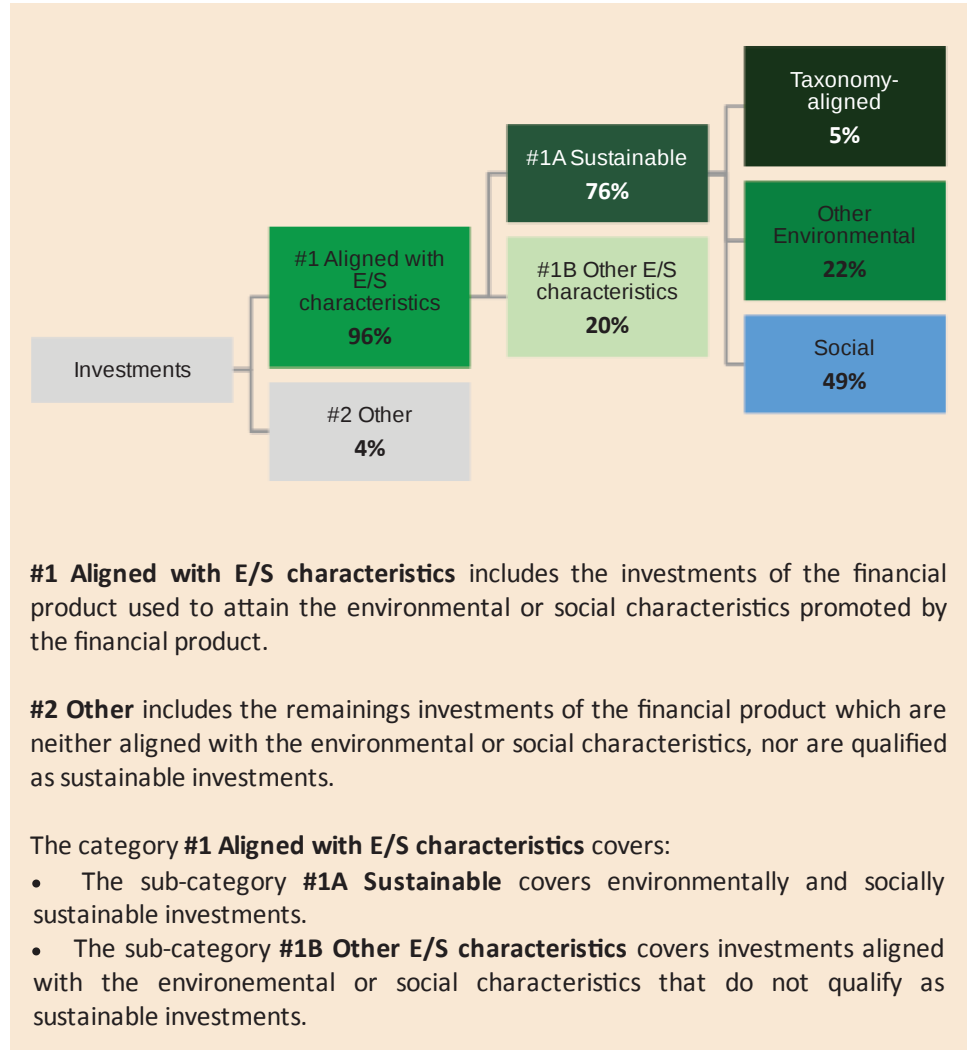 Taxonomy-
aligned
5%
#1A Sustainable
76%
Other
Environmental
22%
#1 Aligned with
E/S
characteristics
96%
#1B Other E/S
characteristics
20%
Social
49%
Investments
#2 Other
4%
#1 Aligned with E/S characteristics includes the investments of the financial
product used to attain the environmental or social characteristics promoted by
the financial product.
#2 Other includes the remainings investments of the financial product which are
neither aligned with the environmental or social characteristics, nor are qualified
as sustainable investments.
The category #1 Aligned with E/S characteristics covers:
• The sub-category #1A Sustainable covers environmentally and socially
sustainable investments.
• The sub-category #1B Other E/S characteristics covers investments aligned
with the environemental or social characteristics that do not qualify as
sustainable investments.